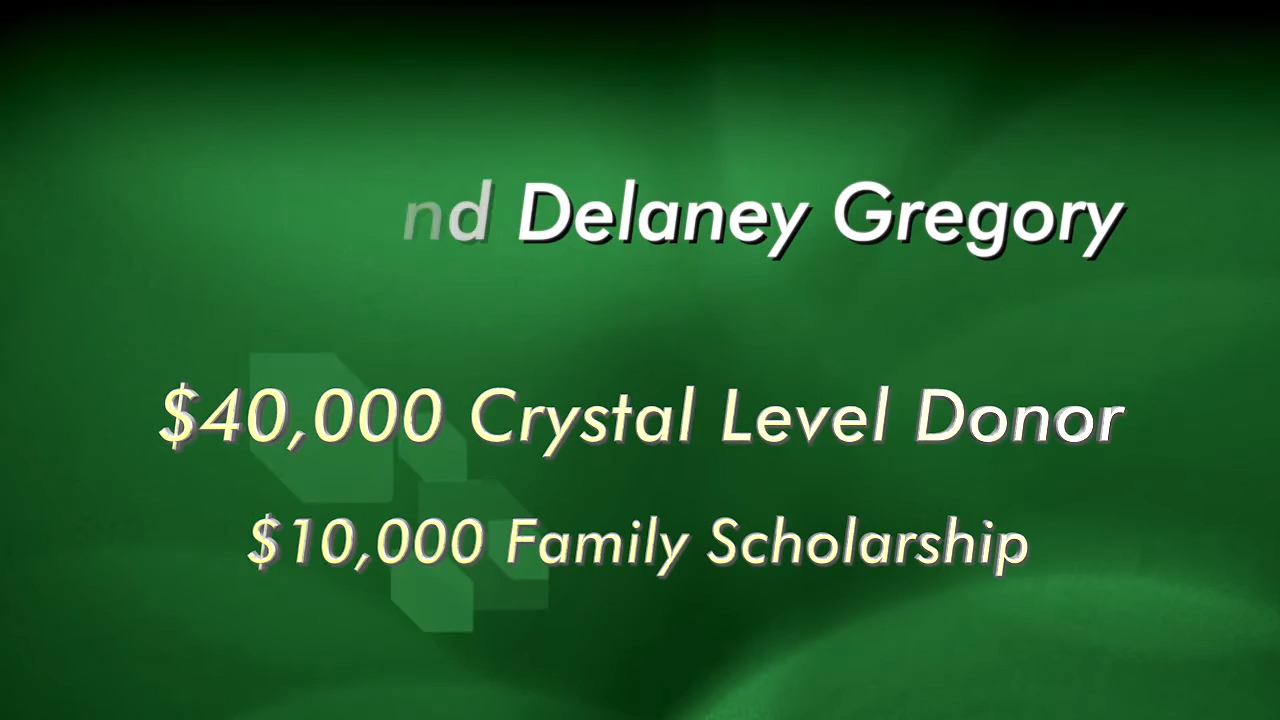 nd Delaney Gregory
$40,000 Crystal Level Donor
$10,000 Family Scholarship